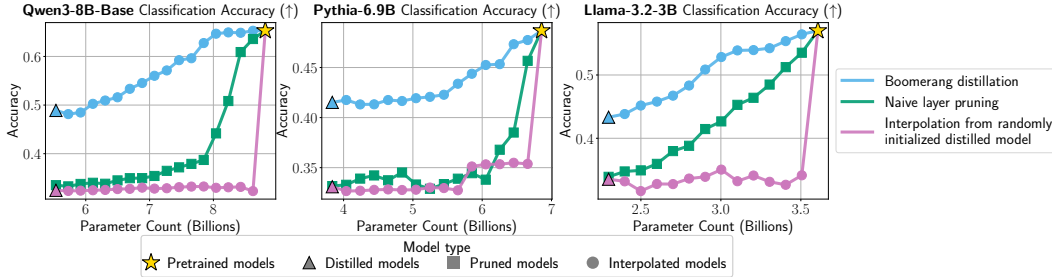 Qwen3-8B-Base Classification Accuracy (↑)
Accuracy
0.6
0.5
0.4
6
7
8
Parameter Count (Billions)
Pythia-6.9B Classification Accuracy (↑)
Accuracy
0.45
0.40
0.35
0.30
4
5
6
7
Parameter Count (Billions)
Llama-3.2-3B Classification Accuracy (↑)
Accuracy
0.5
0.4
2.5
3.0
3.5
Parameter Count (Billions)
Boomerang distillation
Naive layer pruning
Interpolation from randomly
initialized distilled model
Model type
Pretrained models
Distilled models
Pruned models
Interpolated models